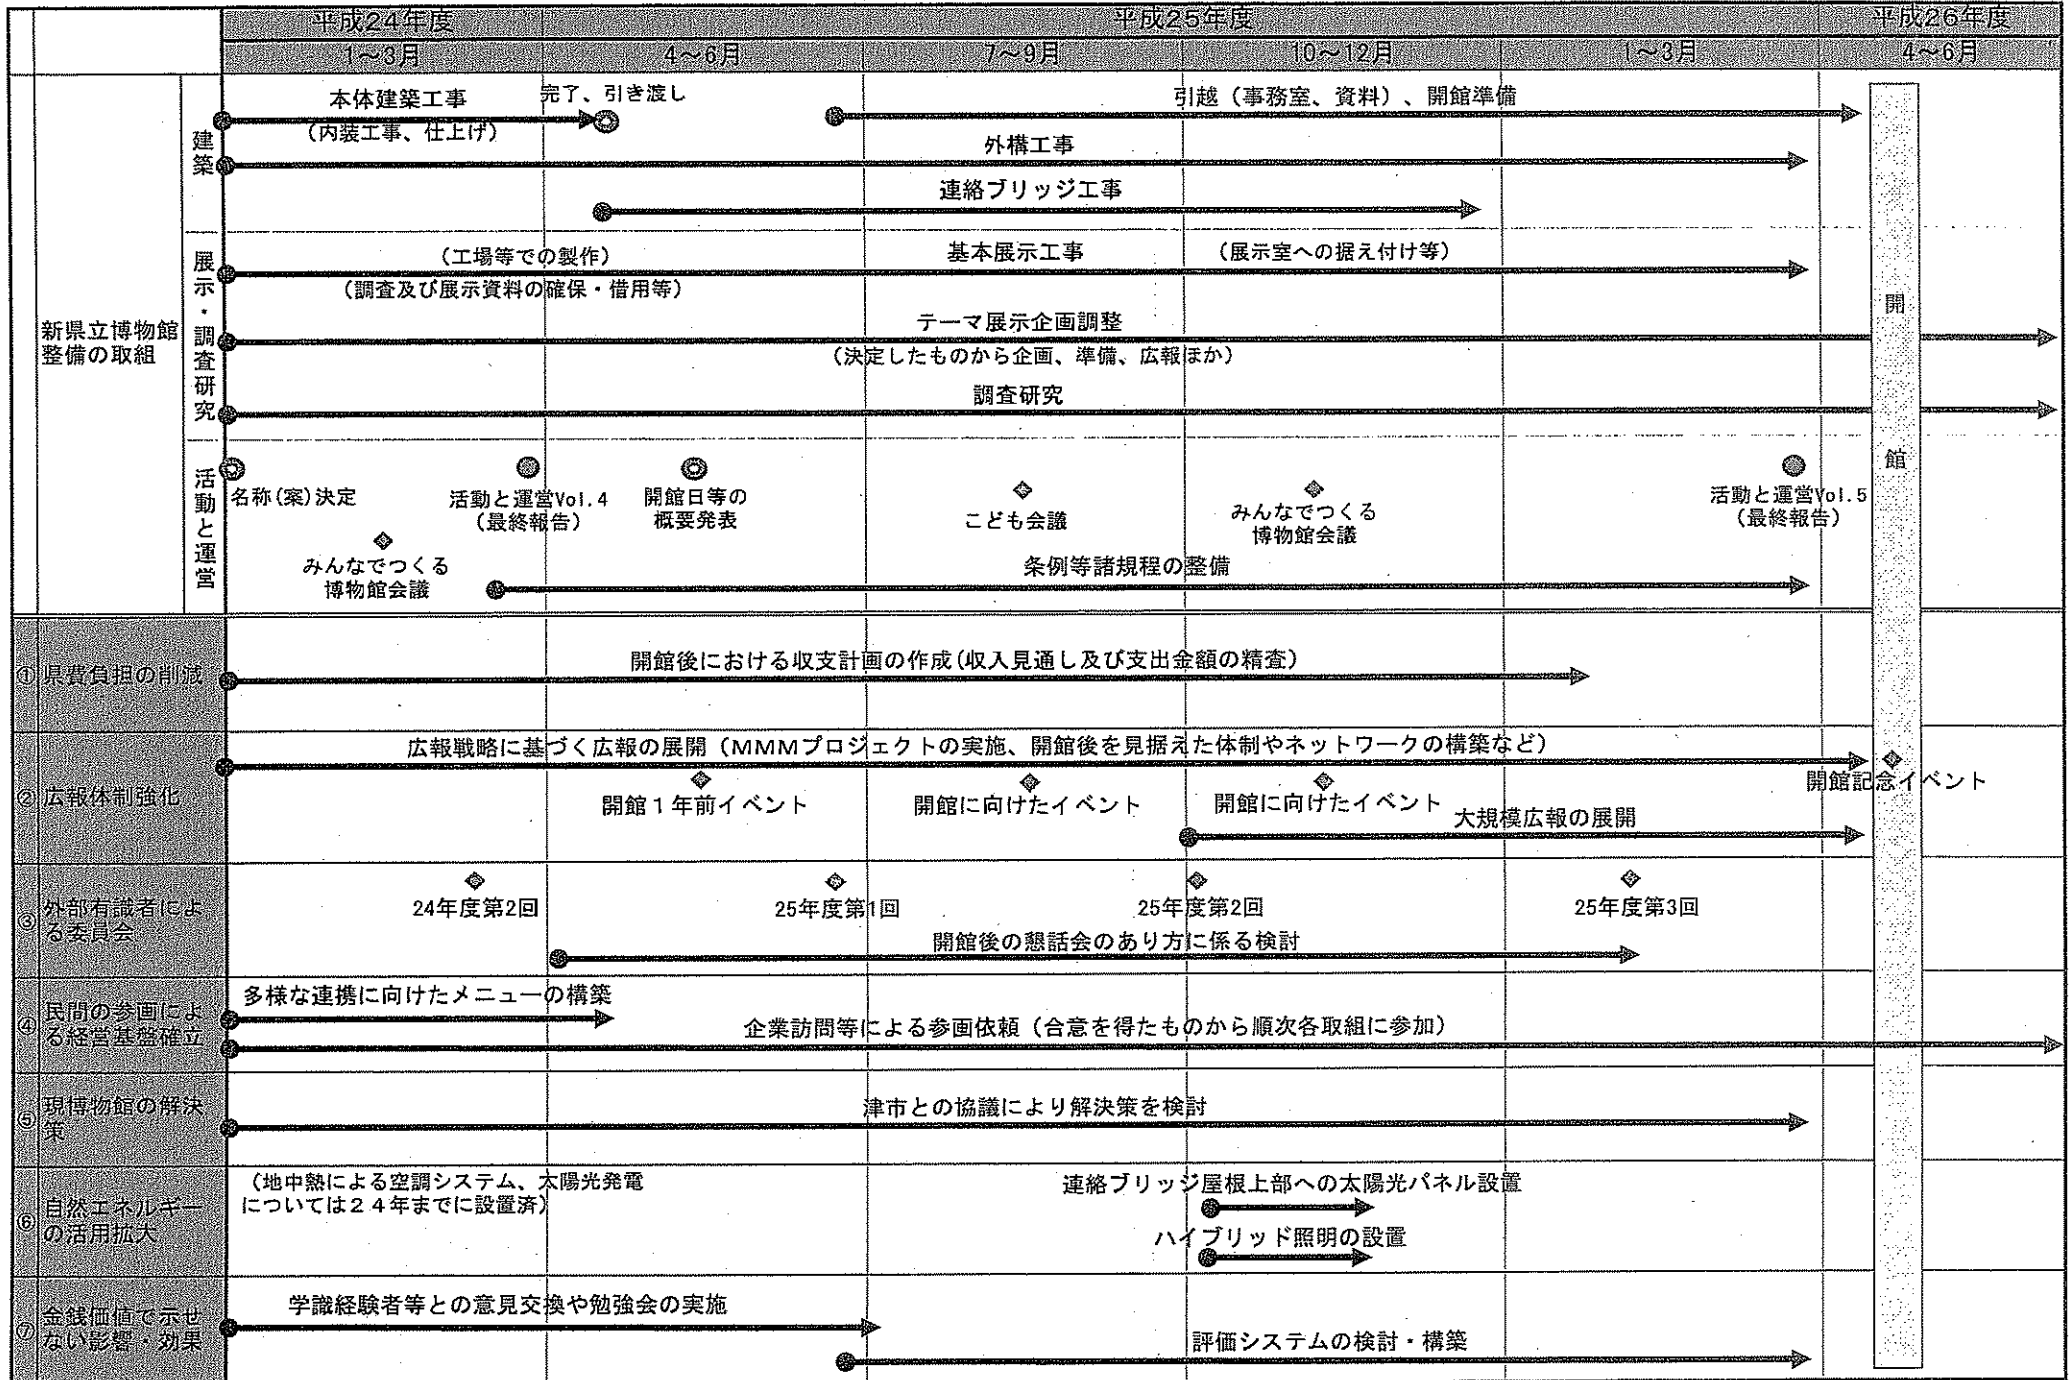 平成24年度
平成25年度
平成26年度
1～3月
4～6月
7～9月
10～12月
1～3月
4～6月
新県立博物館
整備の取組
建築
本体建築工事
（内装工事、仕上げ）
完了、引き渡し
引越（事務室、資料）、開館準備
外構工事
連絡ブリッジ工事
展示・調査研究
（工場等での製作）
基本展示工事
（展示室への据え付け等）
（調査及び展示資料の確保・借用等）
テーマ展示企画調整
（決定したものから企画、準備、広報ほか）
調査研究
活動と運営
名称（案）決定
活動と運営Vol.4
（最終報告）
開館日等の
概要発表
こども会議
みんなでつくる
博物館会議
活動と運営Vol.5
（最終報告）
みんなでつくる
博物館会議
条例等諸規程の整備
開館
① 県費負担の削減
開館後における収支計画の作成（収入見通し及び支出金額の精査）
② 広報体制強化
広報戦略に基づく広報の展開（ＭＭＭプロジェクトの実施、開館後を見据えた体制やネットワークの構築など）
開館１年前イベント
開館に向けたイベント
開館に向けたイベント
開館記念イベント
大規模広報の展開
③ 外部有識者によ
る委員会
24年度第2回
25年度第1回
25年度第2回
25年度第3回
開館後の懇話会のあり方に係る検討
④ 民間の参画によ
る経営基盤確立
多様な連携に向けたメニューの構築
企業訪問等による参画依頼（合意を得たものから順次各取組に参加）
⑤ 現博物館の解決
策
津市との協議により解決策を検討
⑥ 自然エネルギー
の活用拡大
（地中熱による空調システム、太陽光発電
については２４年までに設置済）
連絡ブリッジ屋根上部への太陽光パネル設置
ハイブリッド照明の設置
⑦ 金銭価値で示せ
ない影響・効果
学識経験者等との意見交換や勉強会の実施
評価システムの検討・構築